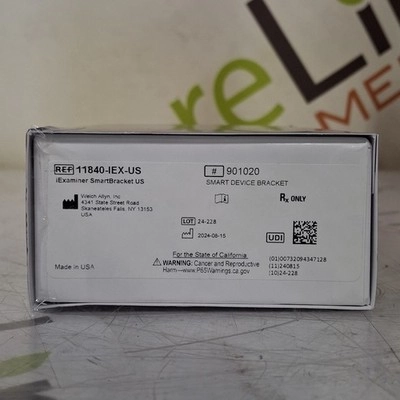 reLi
MED
REF 11840-IEX-US
iExaminer SmartBracket US
# 901020
SMART DEVICE BRACKET
Welch Allyn, Inc
4341 State Street Road
Skaneateles Falls, NY 13153
USA
Rx ONLY
LOT 24-228
2024-08-15
UDI
For the State of California
WARNING: Cancer and Reproductive
Harm—www.P65Warnings.ca.gov
Made in USA
(01)00732094347128
(11)240815
(10)24-228